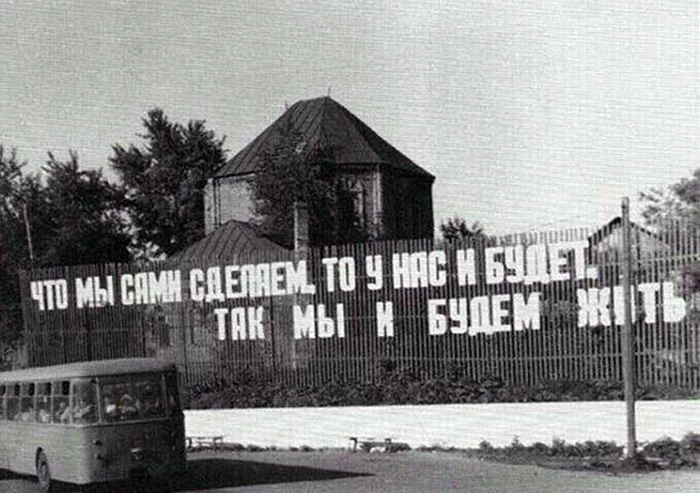 ЧТО МЫ САМИ СДЕЛАЕМ, ТО У НАС И БУДЕТ.
ТАК МЫ И БУДЕМ ЖИТЬ